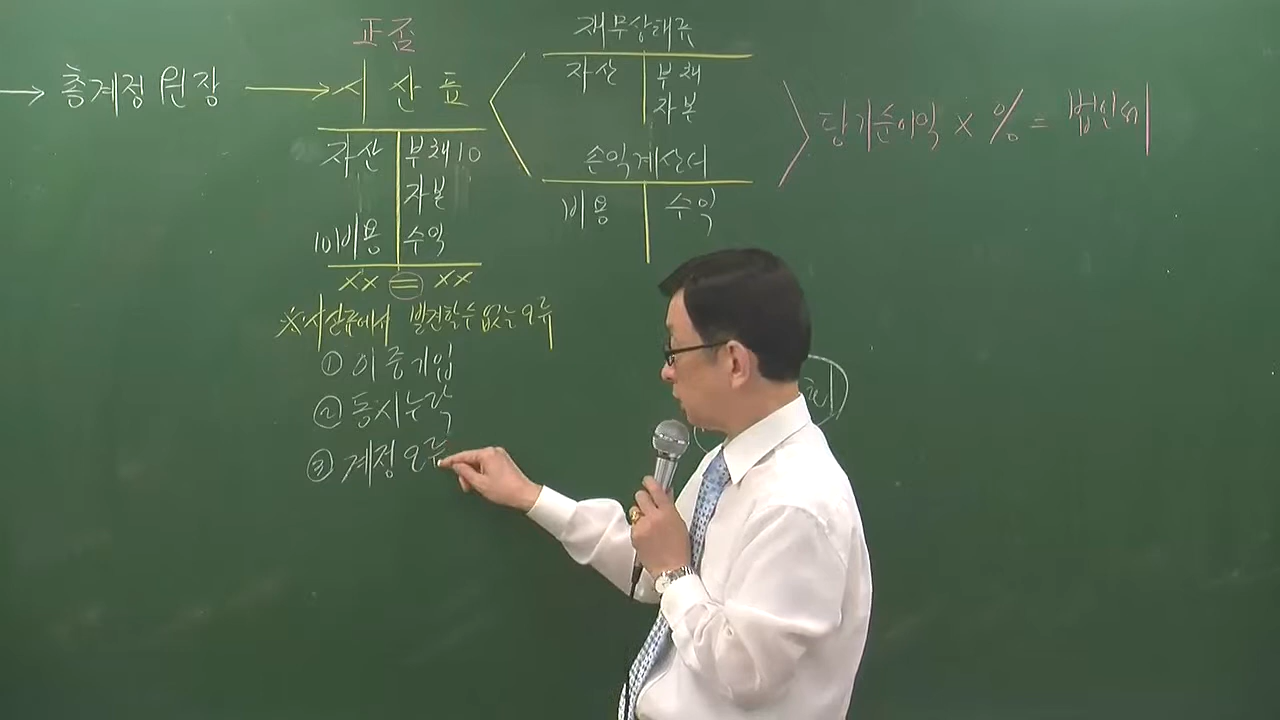 정준
→ 총계정원장 → 시산표
자산 부채10
자본
10비용 수익
xx = xx
※시산표에서 발견할수 없는 오류
① 이중기입
② 동시누락
③ 계정오류
재무상태표
자산 부채
자본
손익계산서
비용 수익
당기순이익 × % = 법인세